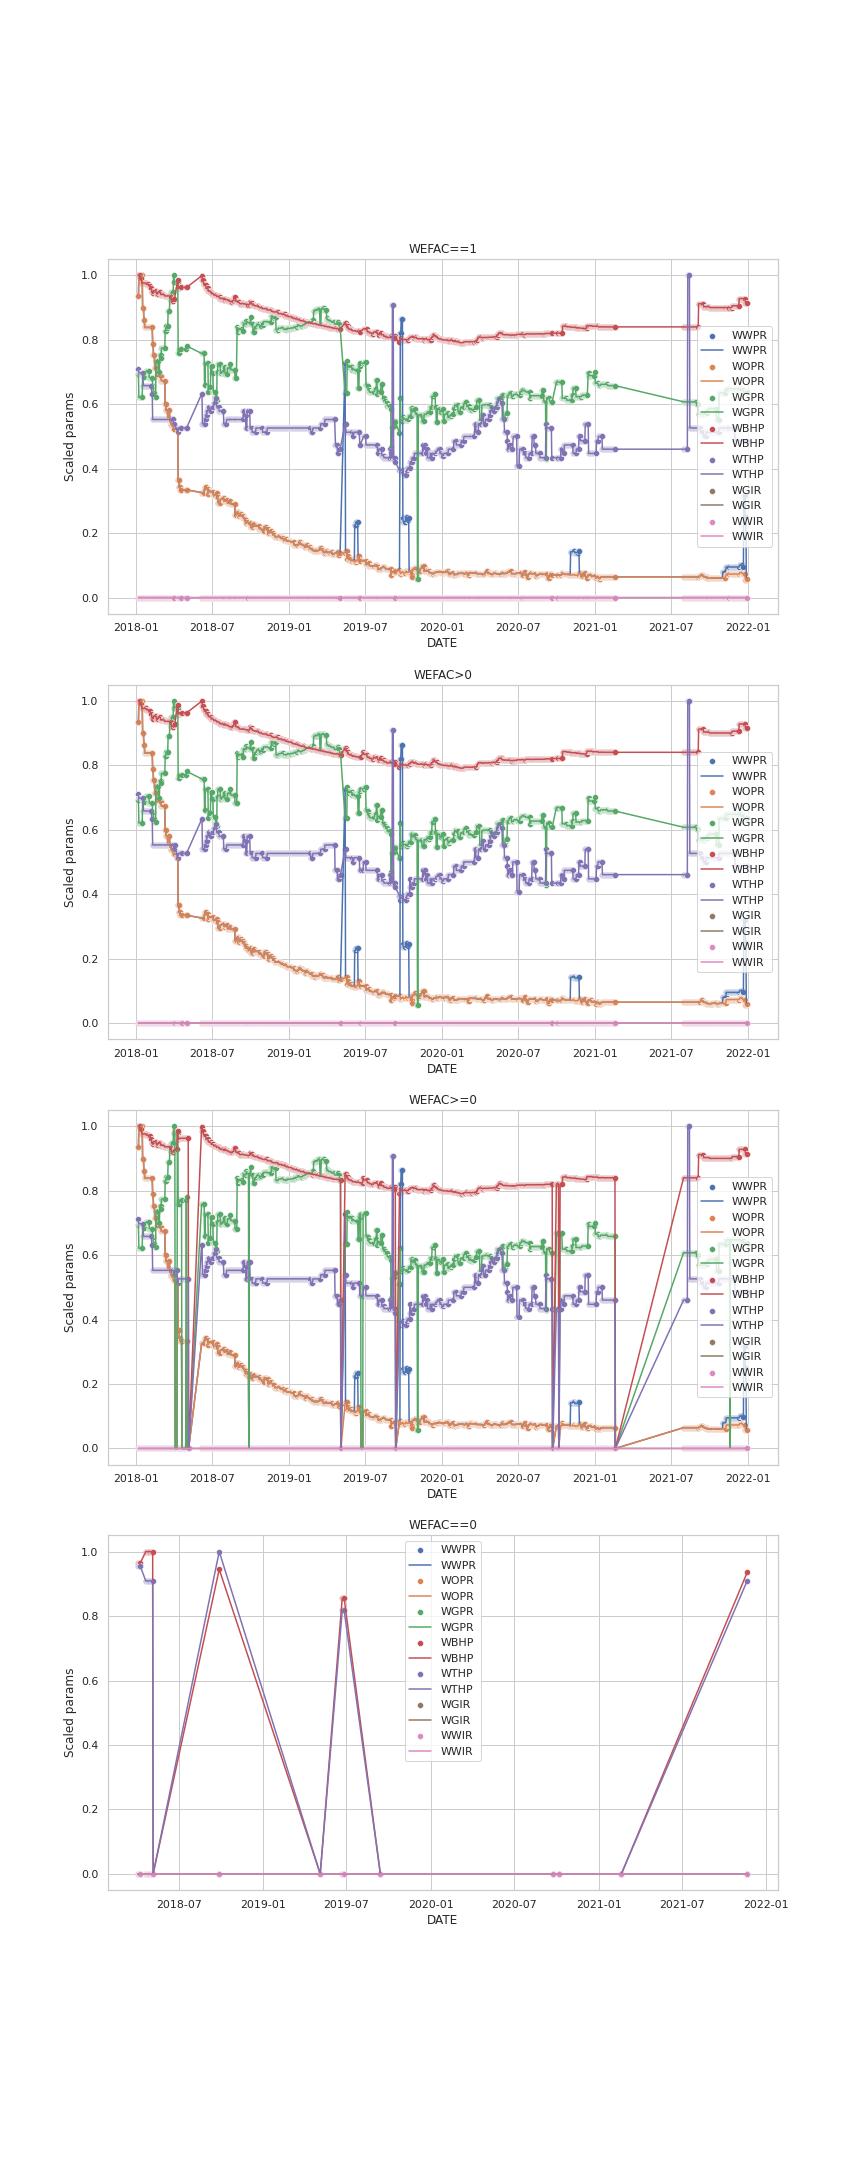 WEFAC==1
1.0
0.8
0.6
0.4
0.2
0.0
Scaled params
WWPR
WWPR
WOPR
WOPR
WGPR
WGPR
WBHP
WBHP
WTHP
WTHP
WGIR
WGIR
WWIR
WWIR
2018-01 2018-07 2019-01 2019-07 2020-01 2020-07 2021-01 2021-07 2022-01
DATE
WEFAC>0
1.0
0.8
0.6
0.4
0.2
0.0
Scaled params
WWPR
WWPR
WOPR
WOPR
WGPR
WGPR
WBHP
WBHP
WTHP
WTHP
WGIR
WGIR
WWIR
WWIR
2018-01 2018-07 2019-01 2019-07 2020-01 2020-07 2021-01 2021-07 2022-01
DATE
WEFAC>=0
1.0
0.8
0.6
0.4
0.2
0.0
Scaled params
WWPR
WWPR
WOPR
WOPR
WGPR
WGPR
WBHP
WBHP
WTHP
WTHP
WGIR
WGIR
WWIR
WWIR
2018-01 2018-07 2019-01 2019-07 2020-01 2020-07 2021-01 2021-07 2022-01
DATE
WEFAC==0
1.0
0.8
0.6
0.4
0.2
0.0
Scaled params
WWPR
WWPR
WOPR
WOPR
WGPR
WGPR
WBHP
WBHP
WTHP
WTHP
WGIR
WGIR
WWIR
WWIR
2018-07 2019-01 2019-07 2020-01 2020-07 2021-01 2021-07 2022-01
DATE